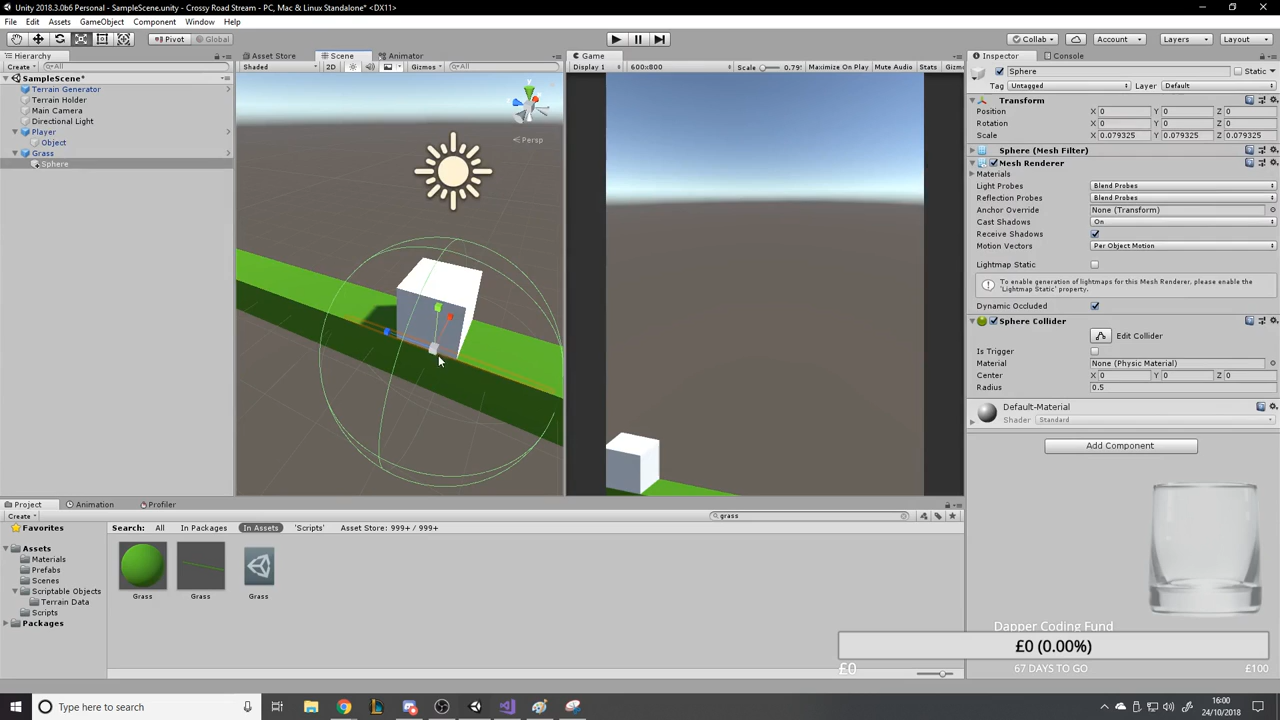 Unity 2018.3.0b6 Personal - SampleScene.unity - Crossy Road Stream - PC, Mac & Linux Standalone* <DX11>
File Edit Assets GameObject Component Window Help
Pivot Global Collab Account Layers Layout
Hierarchy
Create All
SampleScene*
Terrain Generator
Terrain Holder
Main Camera
Directional Light
Player
Object
Grass
Sphere
Asset Store Scene Animator
Shaded 2D Gizmos All
Persp
Game
Display 1 600x800 Scale 0.79 Maximize On Play Mute Audio Stats Gizm
Inspector Console
Sphere Static
Tag Untagged Layer Default
Transform
Position X 0 Y 0 Z 0
Rotation X 0 Y 0 Z 0
Scale X 0.079325 Y 0.079325 Z 0.079325
Sphere (Mesh Filter)
Mesh Renderer
Materials
Light Probes Blend Probes
Reflection Probes Blend Probes
Anchor Override None (Transform)
Cast Shadows On
Receive Shadows
Motion Vectors Per Object Motion
Lightmap Static
To enable generation of lightmaps for this Mesh Renderer, please enable the
'Lightmap Static' property.
Dynamic Occluded
Sphere Collider
Edit Collider
Is Trigger
Material None (Physic Material)
Center X 0 Y 0 Z 0
Radius 0.5
Default-Material
Shader Standard
Add Component
Project Animation Profiler
Create grass
Favorites
Assets
Materials
Prefabs
Scenes
Scriptable Objects
Terrain Data
Scripts
Packages
Search: All In Packages In Assets 'Scripts' Asset Store: 999+ / 999+
Grass Grass Grass
Dapper Coding Fund
£0 (0.00%)
£0 67 DAYS TO GO £100
Type here to search
16:00
24/10/2018